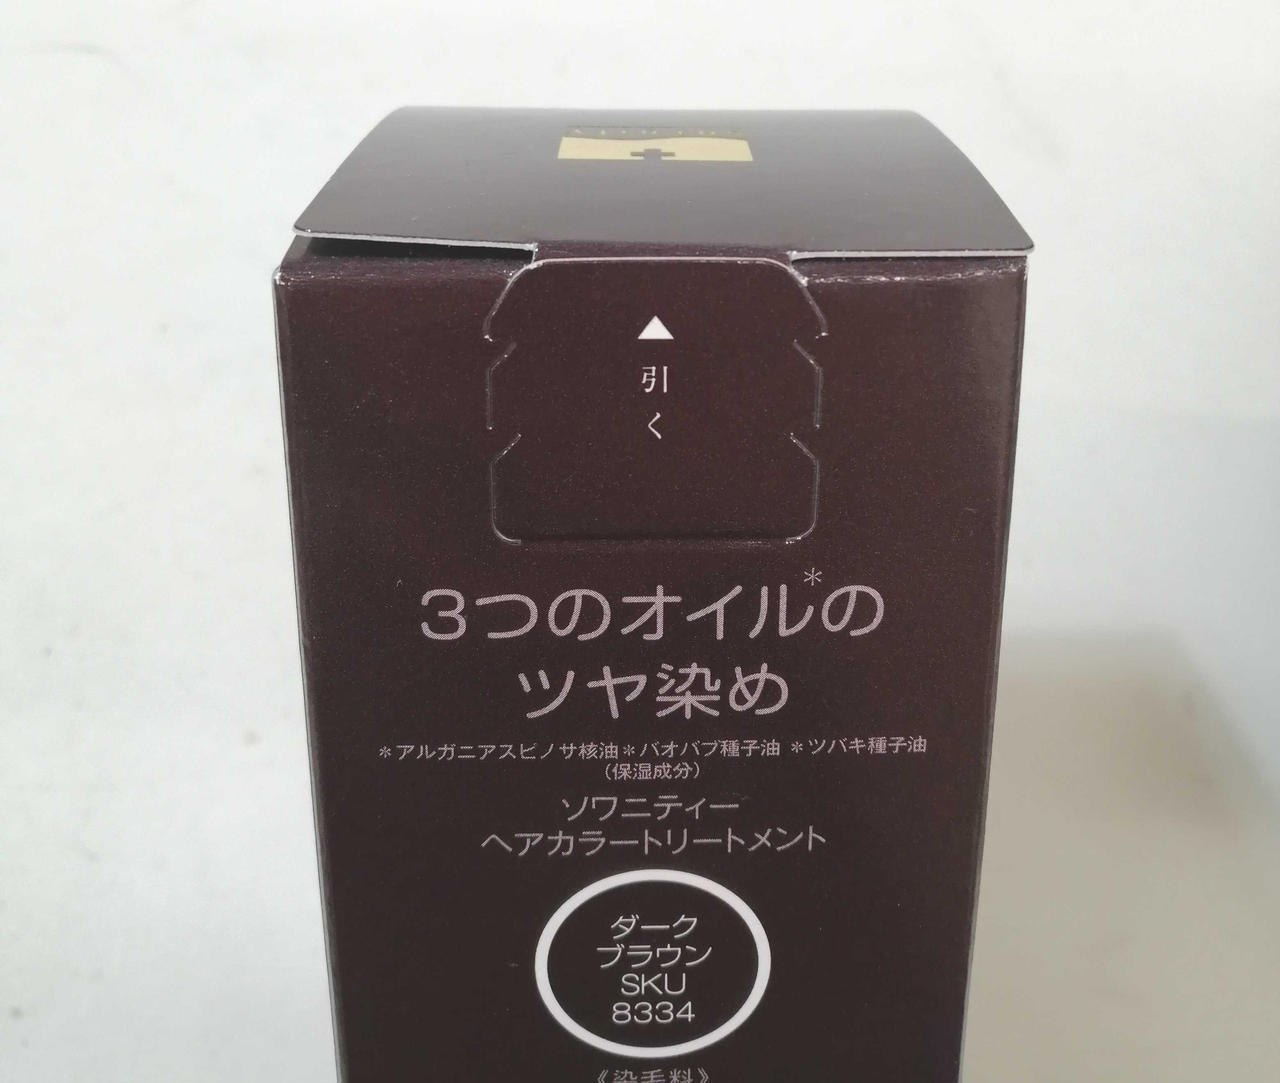 引く
3つのオイル*の
ツヤ染め
*アルガニアスピノサ核油*バオバブ種子油 *ツバキ種子油
(保湿成分)
ソワニティー
ヘアカラートリートメント
ダーク
ブラウン
SKU
8334
《染毛料》